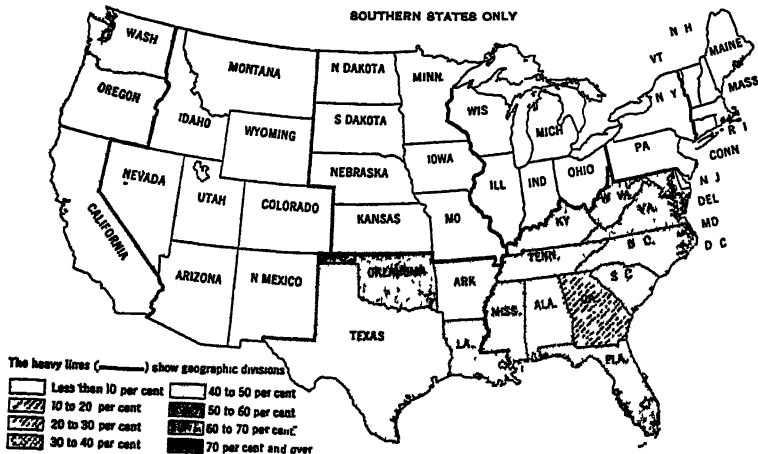 SOUTHERN STATES ONLY
N H
WASH
VT
MAINE
MONTANA
N DAKOTA
MINN.
OREGON
MASS
N Y
WIS
IDAHO
S DAKOTA
MICH
R I
WYOMING
CONN
PA
IOWA
NEBRASKA
N J
NEVADA
OHIO
ILL
IND
DEL
UTAH
W VA.
VA.
COLORADO
KANSAS
MO
KY
MD
CALIFORNIA
N C.
D C
TENN.
OKLAHOMA
ARIZONA
N MEXICO
ARK
S C
MISS.
ALA.
TEXAS
LA.
FLA.
The heavy lines ( ) show geographic divisions
Less than 10 per cent
40 to 50 per cent
10 to 20 per cent
50 to 60 per cent
20 to 30 per cent
60 to 70 per cent
30 to 40 per cent
70 per cent and over